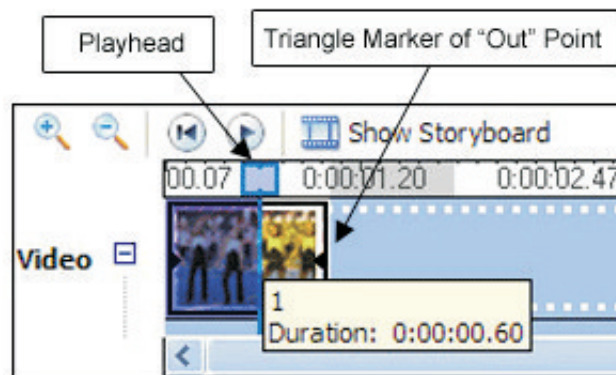 Playhead
Triangle Marker of “Out” Point
Show Storyboard
00.07 0:00:01.20 0:00:02.47
Video
1
Duration: 0:00:00.60